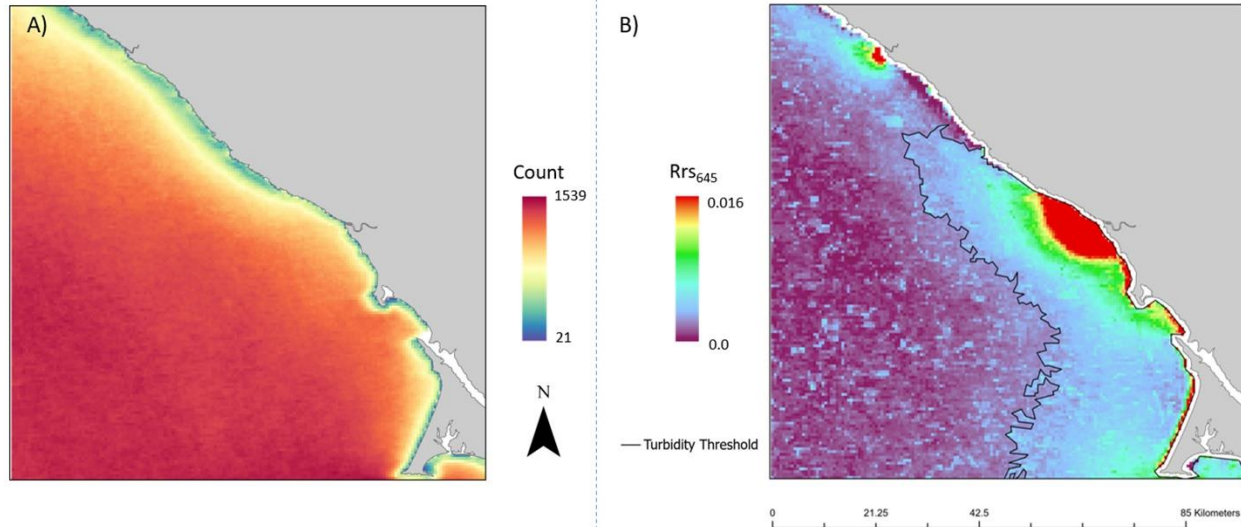 A)
Count
1539
21
N
B)
Rrs645
0.016
0.0
Turbidity Threshold
0 21.25 42.5 85 Kilometers